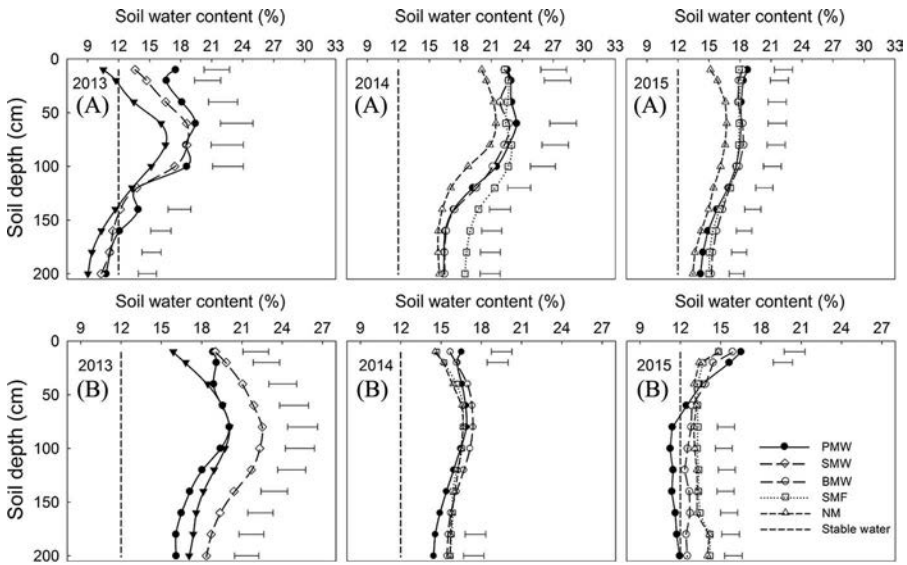 Soil water content (%) Soil water content (%) Soil water content (%)
9 12 15 18 21 24 27 30 33 9 12 15 18 21 24 27 30 33 9 12 15 18 21 24 27 30 33
0
50
100
150
200
Soil depth (cm)
2013 2014 2015
(A) (A) (A)
Soil water content (%) Soil water content (%) Soil water content (%)
9 12 15 18 21 24 27 9 12 15 18 21 24 27 9 12 15 18 21 24 27
0
50
100
150
200
Soil depth (cm)
2013 2014 2015
(B) (B) (B)
PMW
SMW
BMW
SMF
NM
Stable water